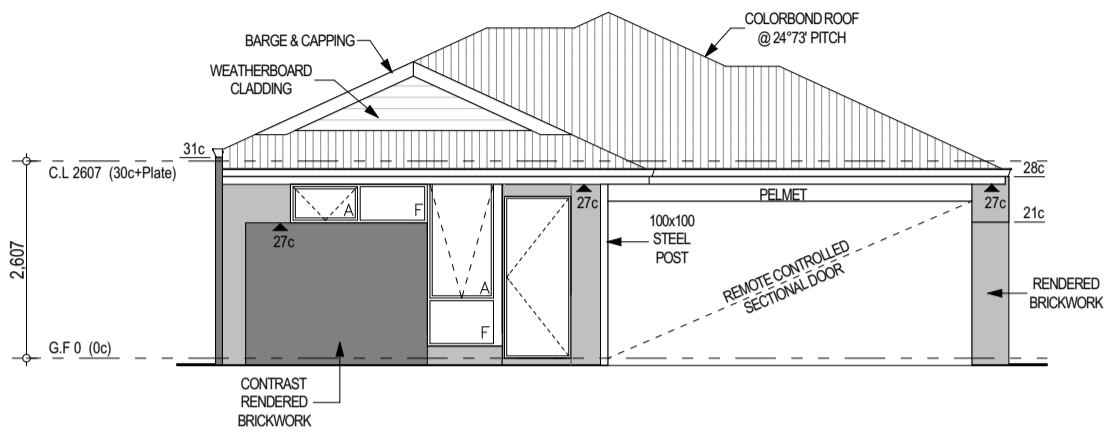 COLORBOND ROOF
@ 24°73' PITCH
BARGE & CAPPING
WEATHERBOARD
CLADDING
31c
C.L 2607 (30c+Plate)
28c
PELMET
A
F
27c
27c
27c
21c
100x100
STEEL
POST
2,607
REMOTE CONTROLLED
SECTIONAL DOOR
A
F
RENDERED
BRICKWORK
G.F 0 (0c)
CONTRAST
RENDERED
BRICKWORK